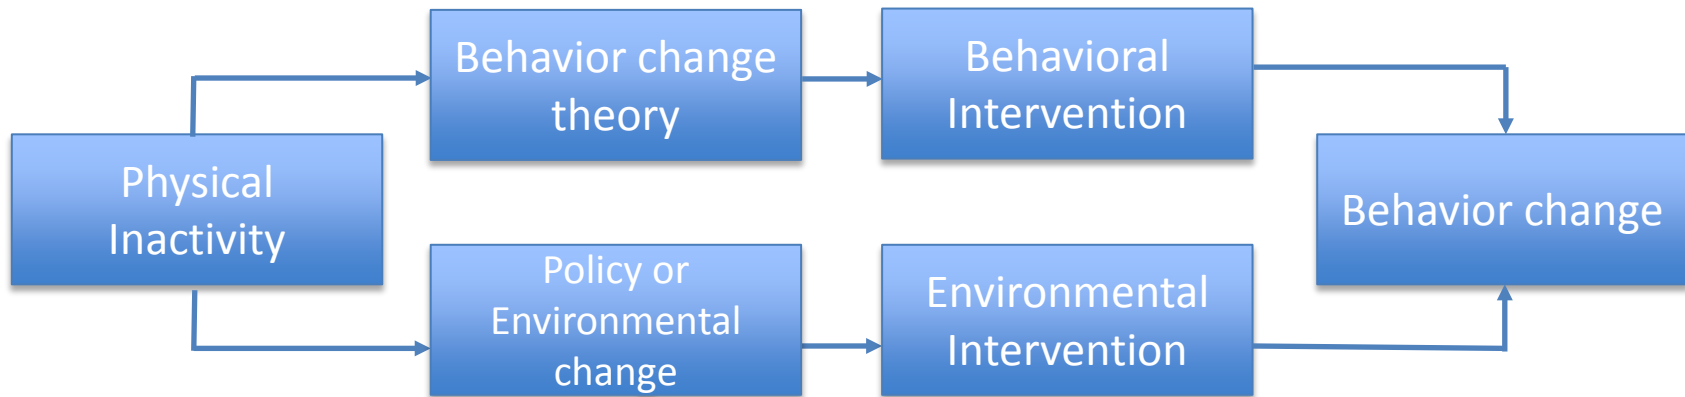 Behavior change
theory
Behavioral
Intervention
Physical
Inactivity
Behavior change
Policy or
Environmental
change
Environmental
Intervention